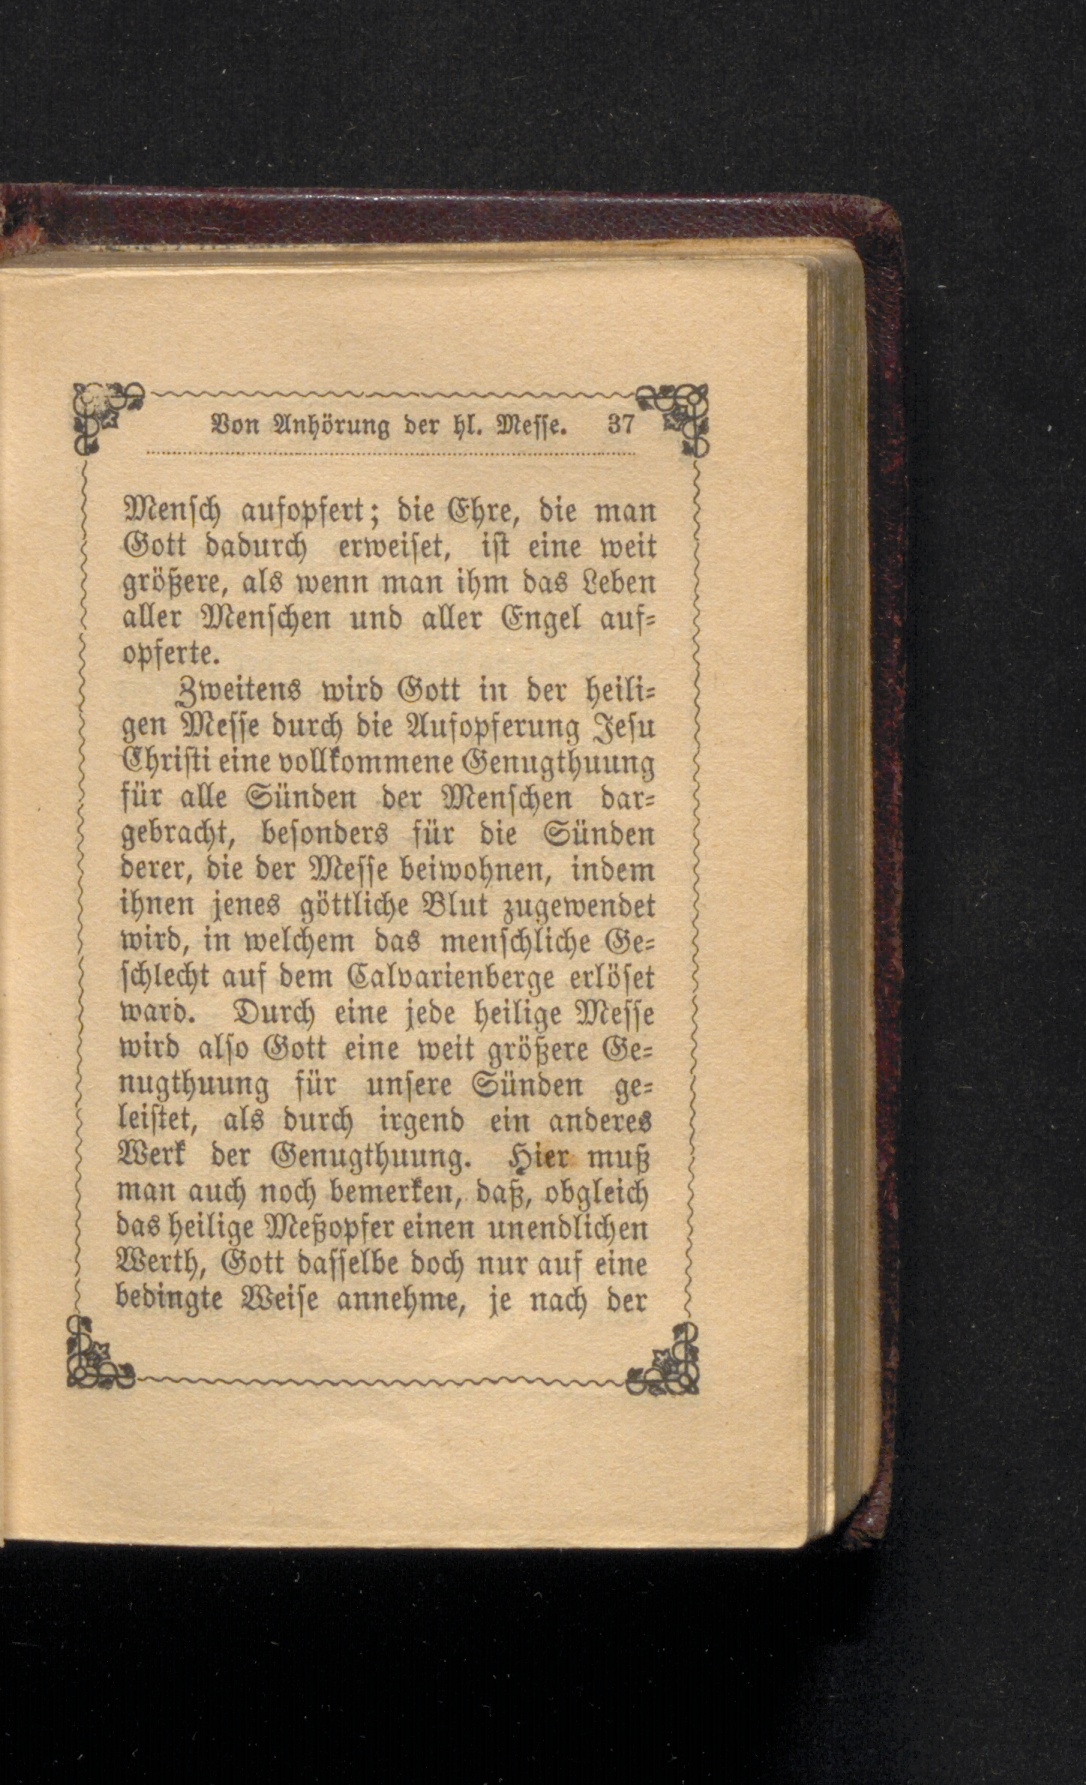 Von Anhörung der hl. Messe. 37
Mensch aufopfert; die Ehre, die man
Gott dadurch erweiset, ist eine weit
größere, als wenn man ihm das Leben
aller Menschen und aller Engel auf-
opferte.
Zweitens wird Gott in der heili-
gen Messe durch die Aufopferung Jesu
Christi eine vollkommene Genugthuung
für alle Sünden der Menschen dar-
gebracht, besonders für die Sünden
derer, die der Messe beiwohnen, indem
ihnen jenes göttliche Blut zugewendet
wird, in welchem das menschliche Ge-
schlecht auf dem Calvarienberge erlöset
ward. Durch eine jede heilige Messe
wird also Gott eine weit größere Ge-
nugthuung für unsere Sünden ge-
leistet, als durch irgend ein anderes
Werk der Genugthuung. Hier muß
man auch noch bemerken, daß, obgleich
das heilige Meßopfer einen unendlichen
Werth, Gott dasselbe doch nur auf eine
bedingte Weise annehme, je nach der